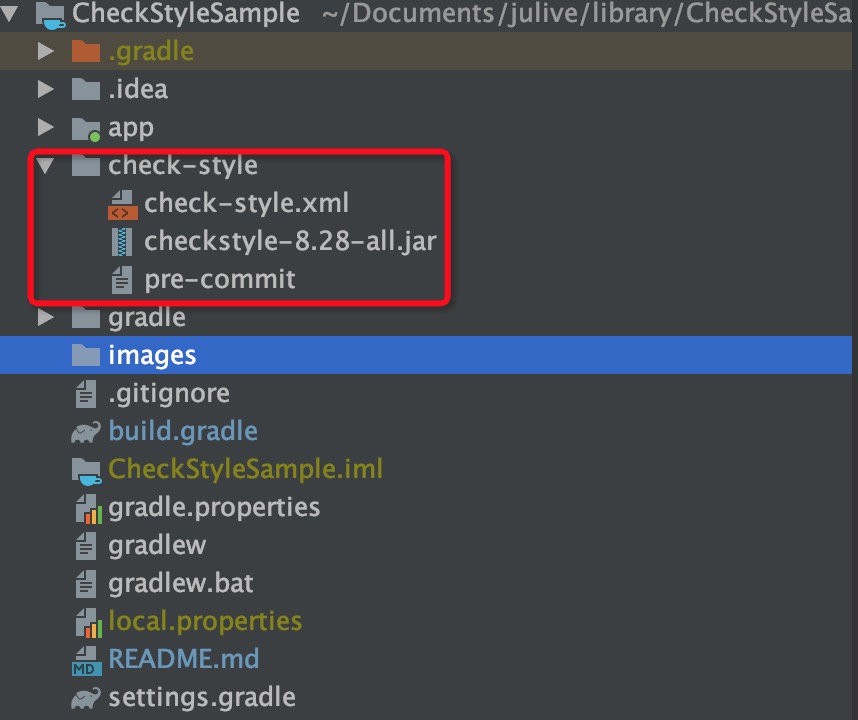 CheckStyleSample ~/Documents/julive/library/CheckStyleSa
.gradle
.idea
app
check-style
check-style.xml
checkstyle-8.28-all.jar
pre-commit
gradle
images
.gitignore
build.gradle
CheckStyleSample.iml
gradle.properties
gradlew
gradlew.bat
local.properties
MD README.md
settings.gradle